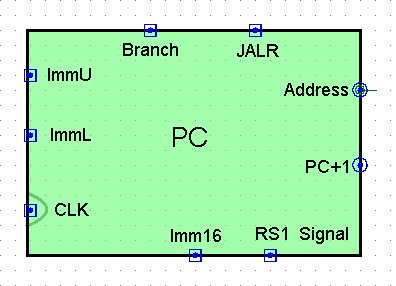 Branch JALR
ImmU
Address
ImmL
PC
PC+1
CLK
Imm16 RS1 Signal